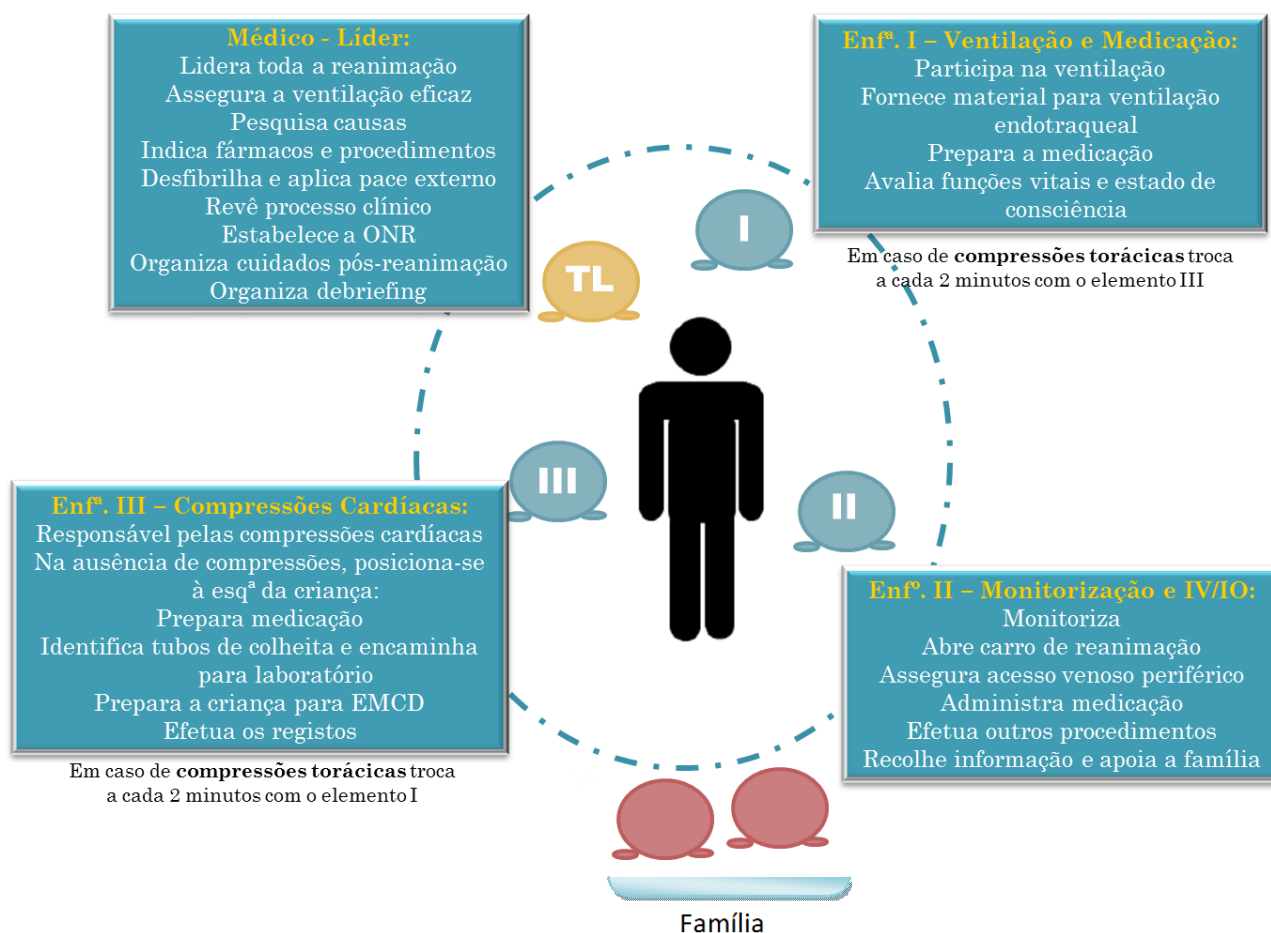 Médico - Líder:
Lidera toda a reanimação
Assegura a ventilação eficaz
Pesquisa causas
Indica fármacos e procedimentos
Desfibrilha e aplica pace externo
Revê processo clínico
Estabelece a ONR
Organiza cuidados pós-reanimação
Organiza debriefing
Enfª. I – Ventilação e Medicação:
Participa na ventilação
Fornece material para ventilação
endotraqueal
Prepara a medicação
Avalia funções vitais e estado de
consciência
Em caso de compressões torácicas troca
a cada 2 minutos com o elemento III
I
TL
III
II
Enfª. III – Compressões Cardíacas:
Responsável pelas compressões cardíacas
Na ausência de compressões, posiciona-se
à esqª da criança:
Prepara medicação
Identifica tubos de colheita e encaminha
para laboratório
Prepara a criança para EMCD
Efetua os registos
Em caso de compressões torácicas troca
a cada 2 minutos com o elemento I
Enfº. II – Monitorização e IV/IO:
Monitoriza
Abre carro de reanimação
Assegura acesso venoso periférico
Administra medicação
Efetua outros procedimentos
Recolhe informação e apoia a família
Família